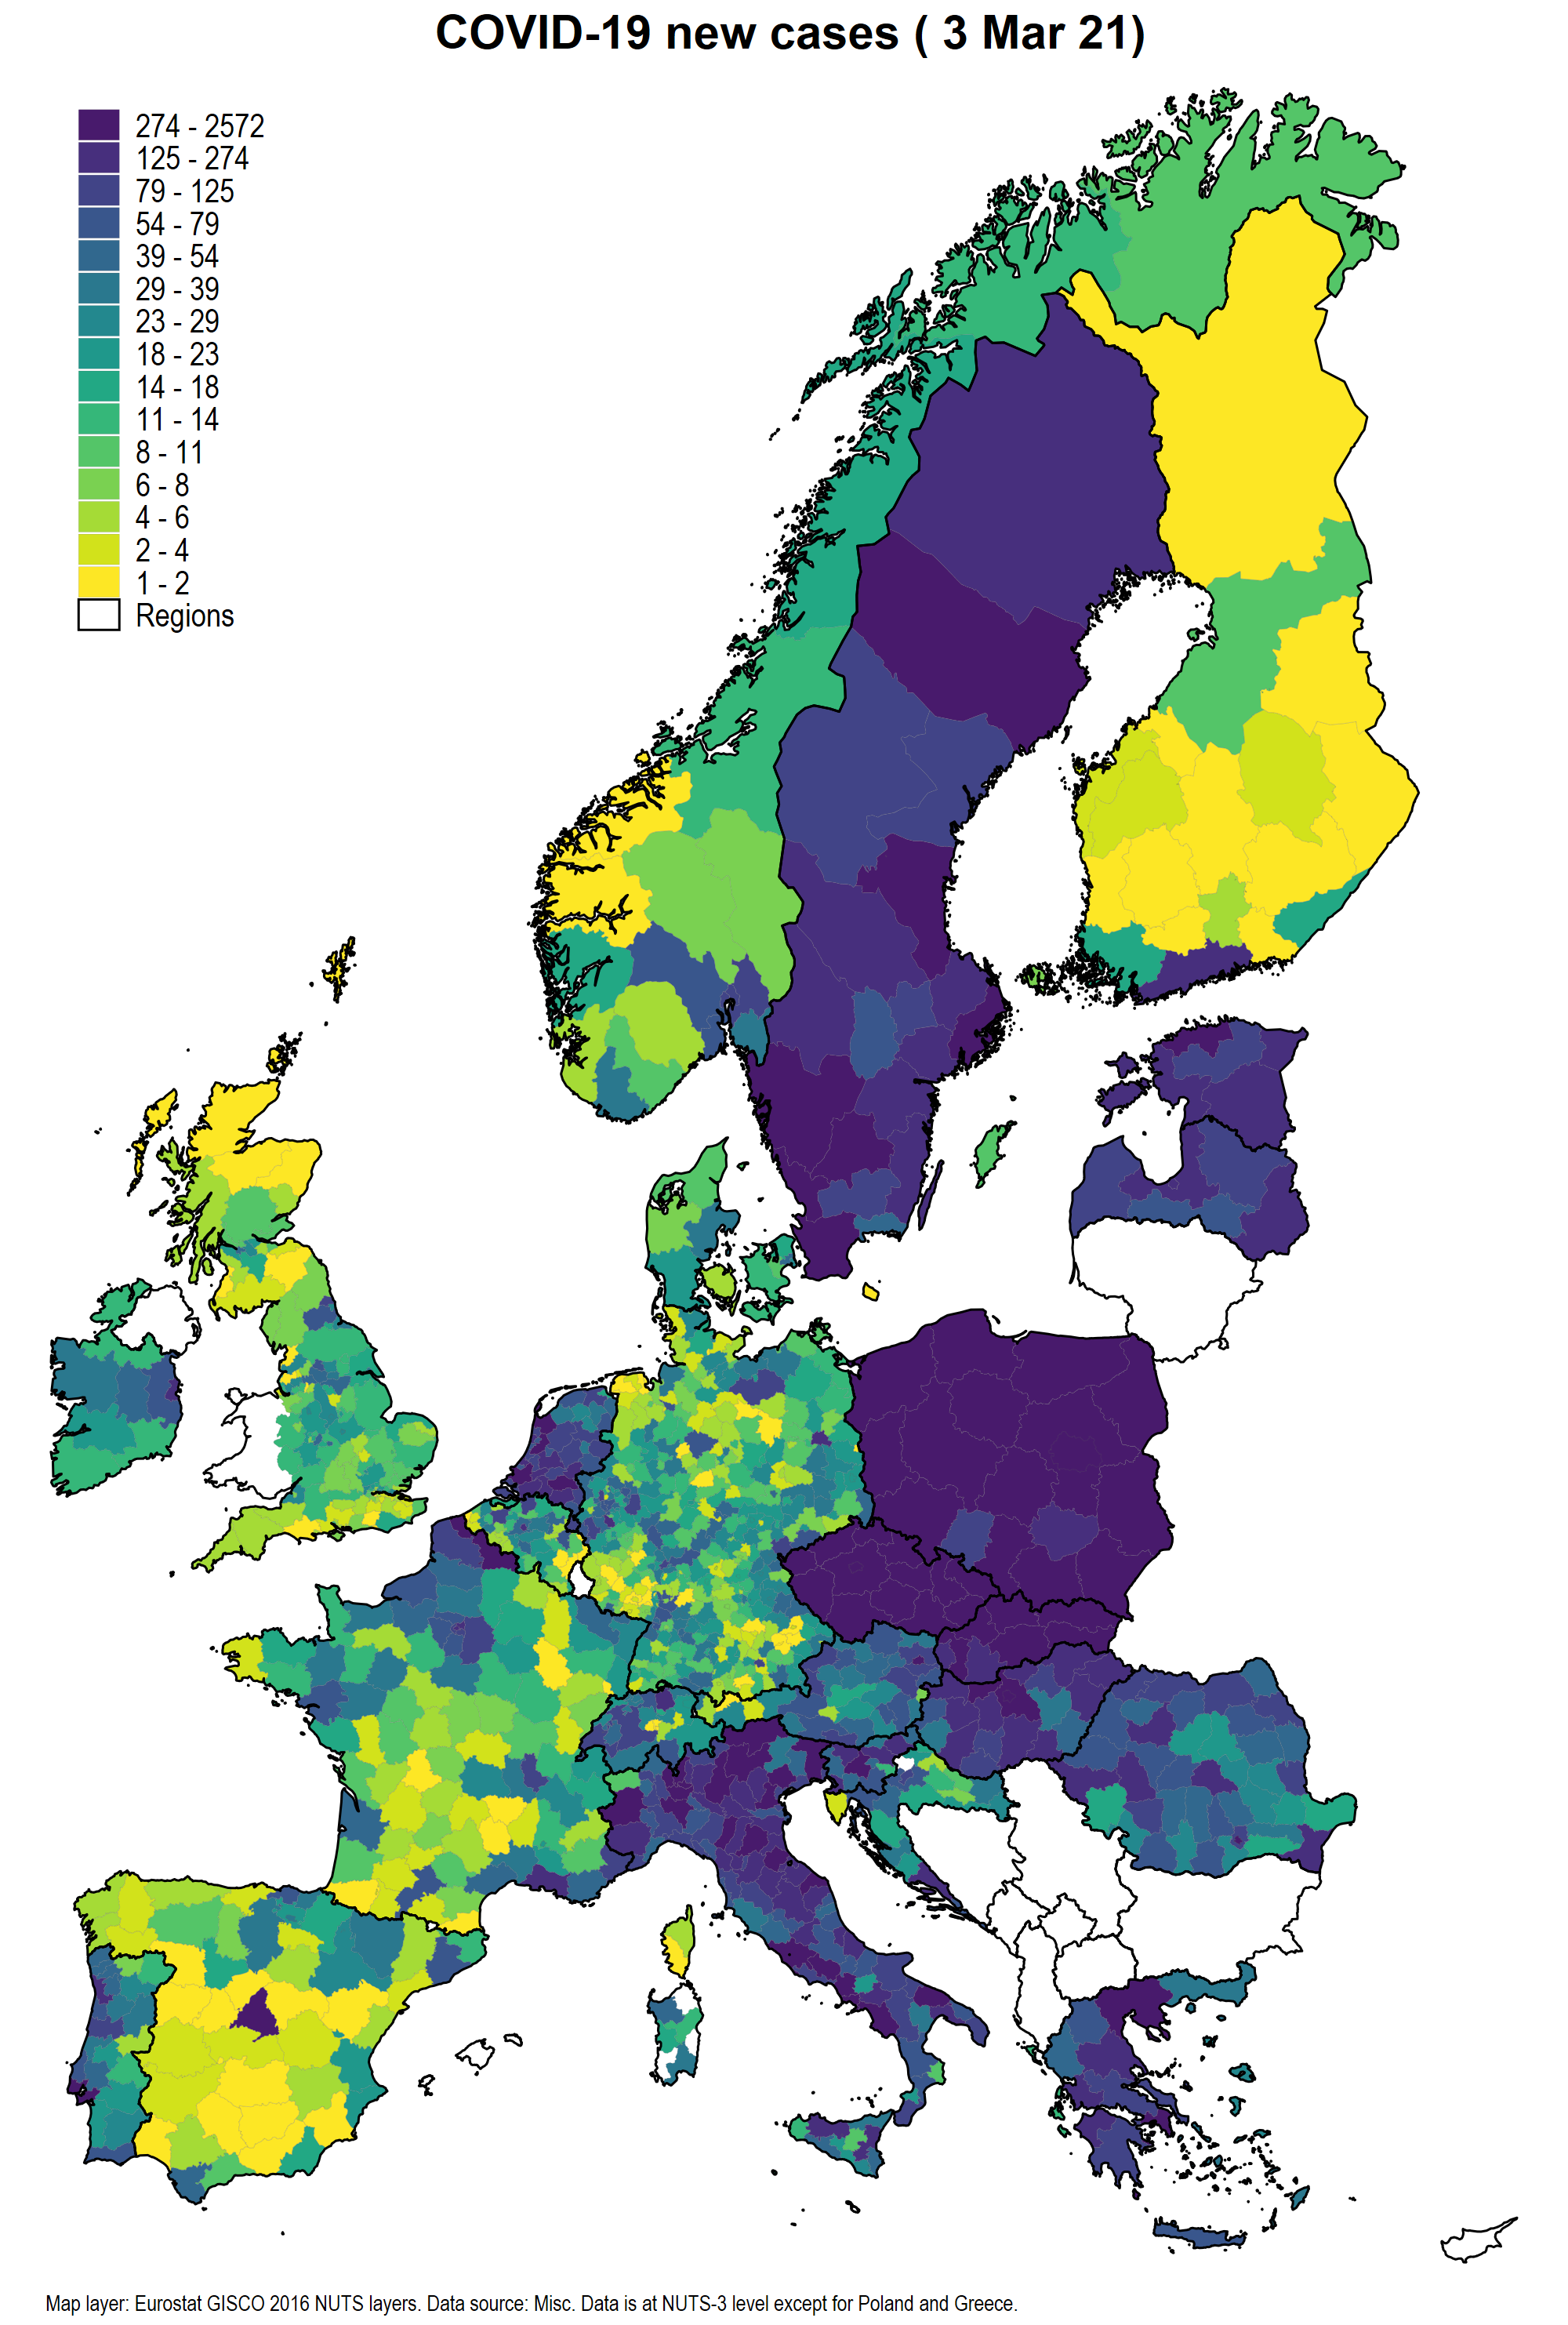 COVID-19 new cases ( 3 Mar 21)
274 - 2572
125 - 274
79 - 125
54 - 79
39 - 54
29 - 39
23 - 29
18 - 23
14 - 18
11 - 14
8 - 11
6 - 8
4 - 6
2 - 4
1 - 2
Regions
Map layer: Eurostat GISCO 2016 NUTS layers. Data source: Misc. Data is at NUTS-3 level except for Poland and Greece.